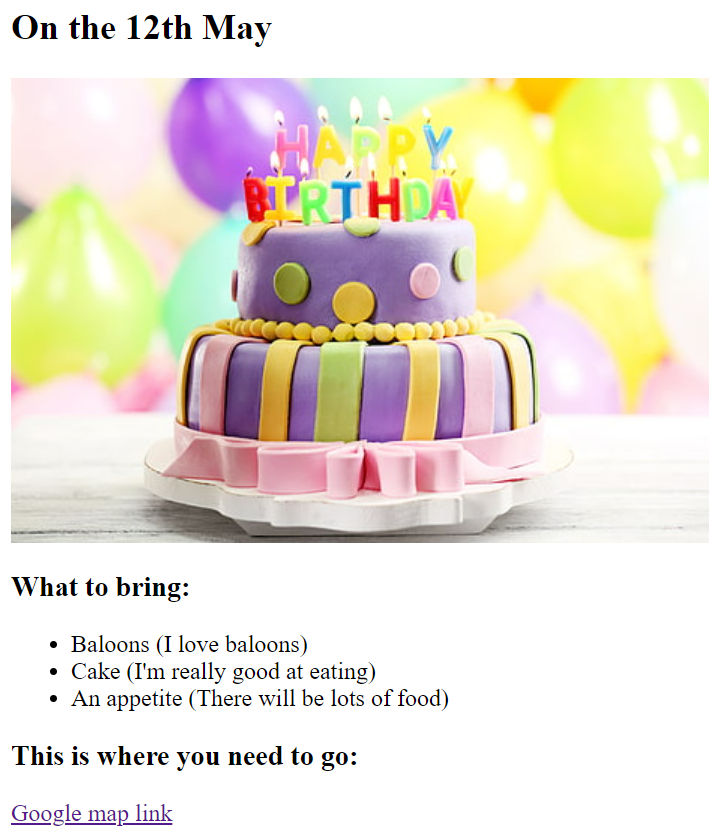 On the 12th May
HAPPY
BIRTHDAY
What to bring:
Baloons (I love baloons)
Cake (I'm really good at eating)
An appetite (There will be lots of food)
This is where you need to go:
Google map link